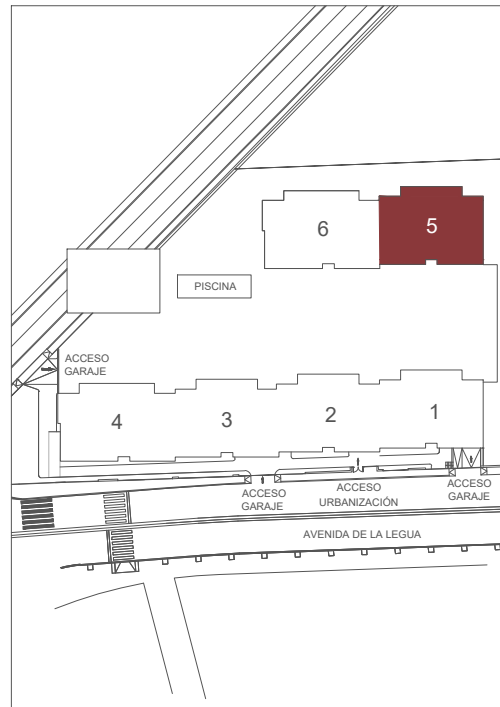 5
6
PISCINA
ACCESO
GARAJE
4
3
2
1
ACCESO
GARAJE
ACCESO
URBANIZACIÓN
ACCESO
GARAJE
AVENIDA DE LA LEGUA